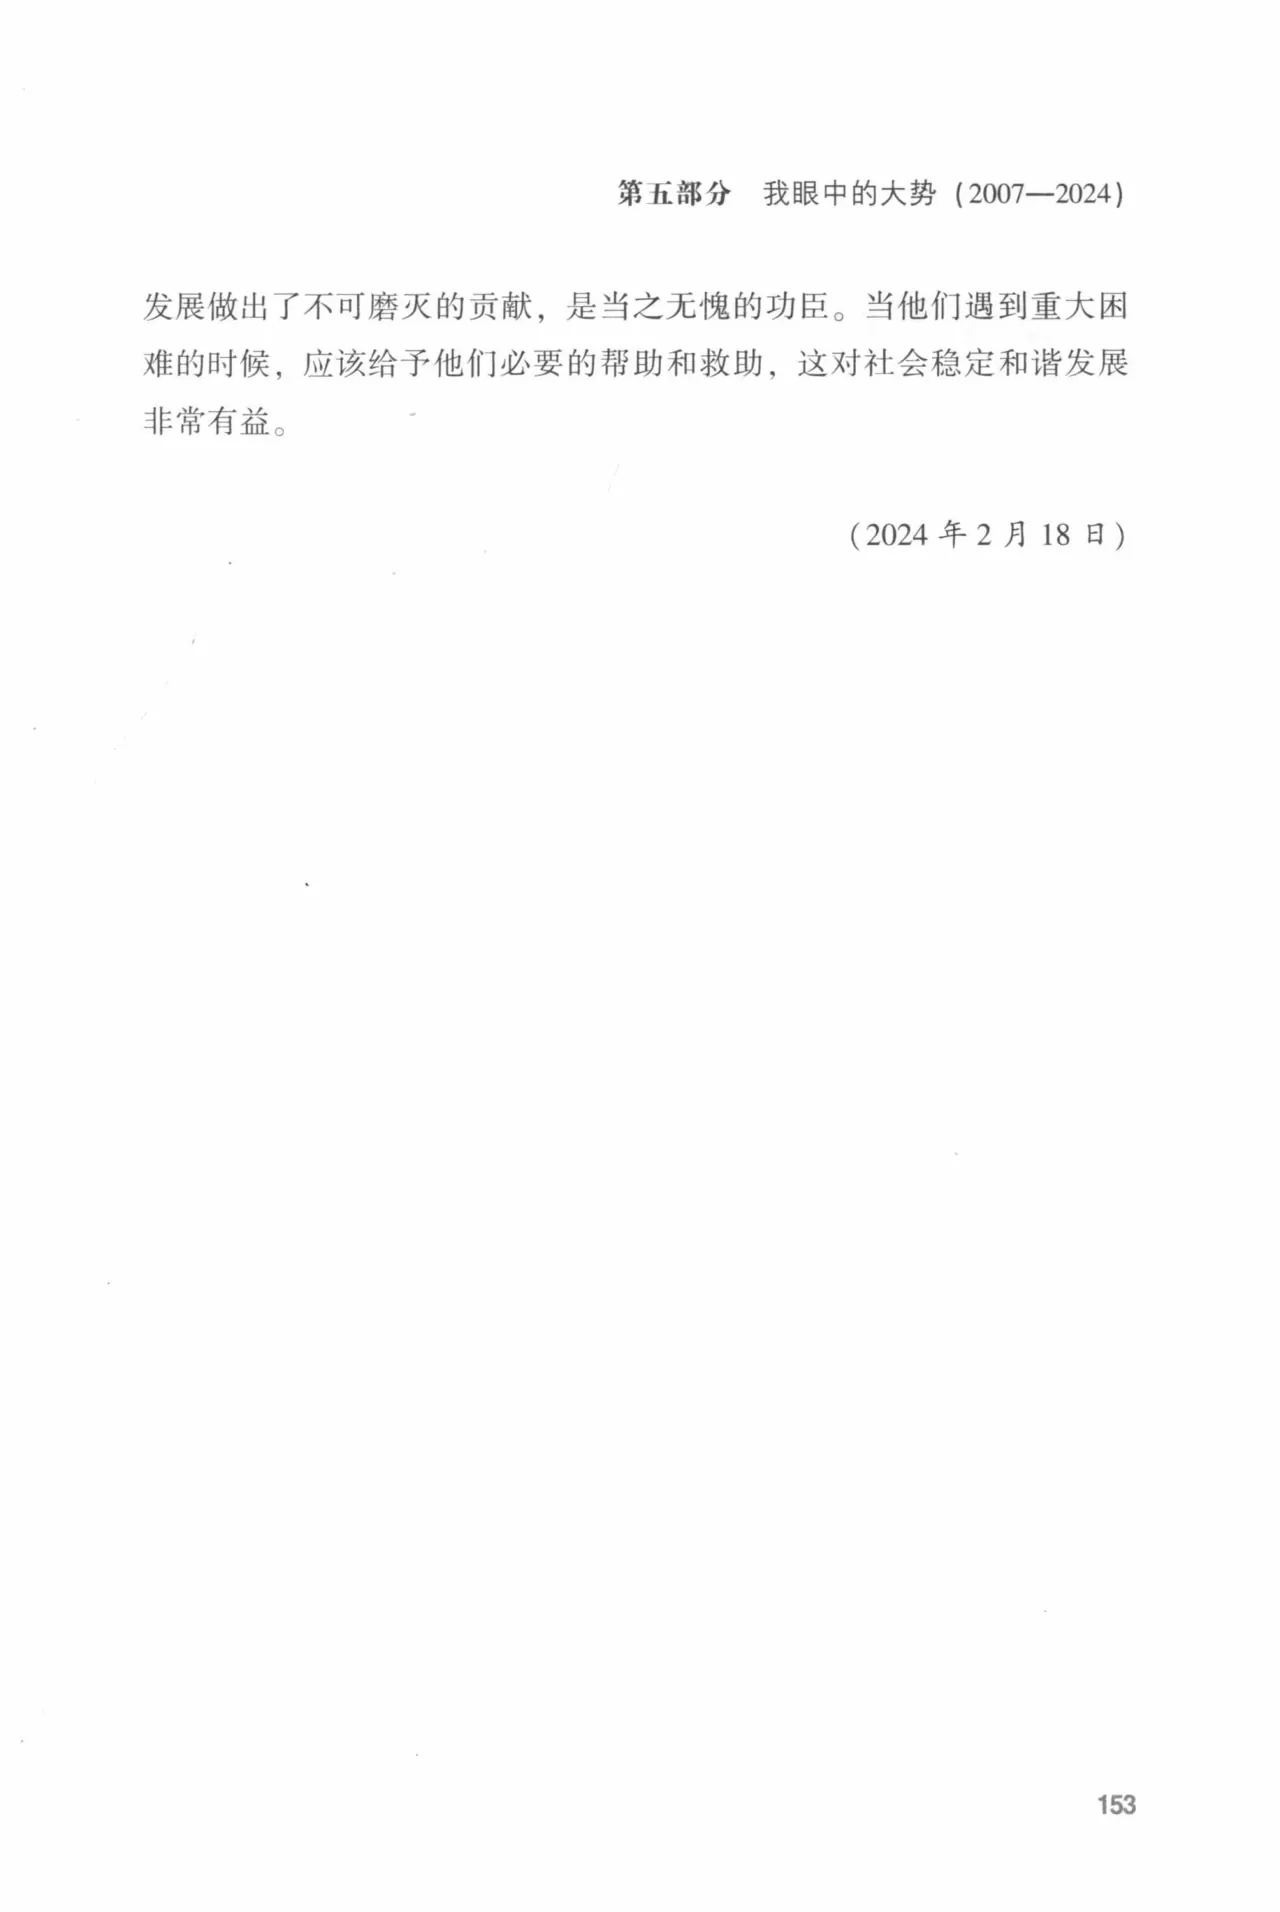 第五部分 我眼中的大势（2007—2024）
发展做出了不可磨灭的贡献，是当之无愧的功臣。当他们遇到重大困
难的时候，应该给予他们必要的帮助和救助，这对社会稳定和谐发展
非常有益。
（2024 年 2 月 18 日）
153